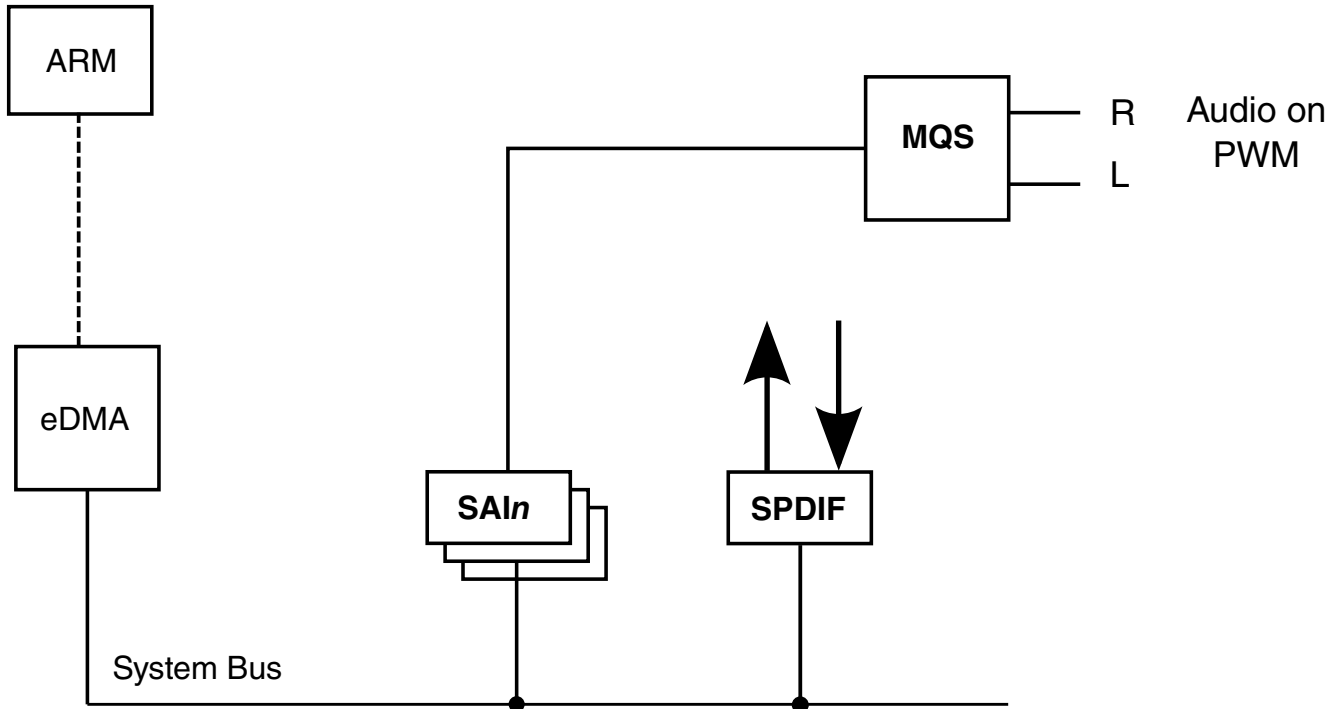 ARM
MQS
R
L
Audio on
PWM
eDMA
SAIn
SPDIF
System Bus